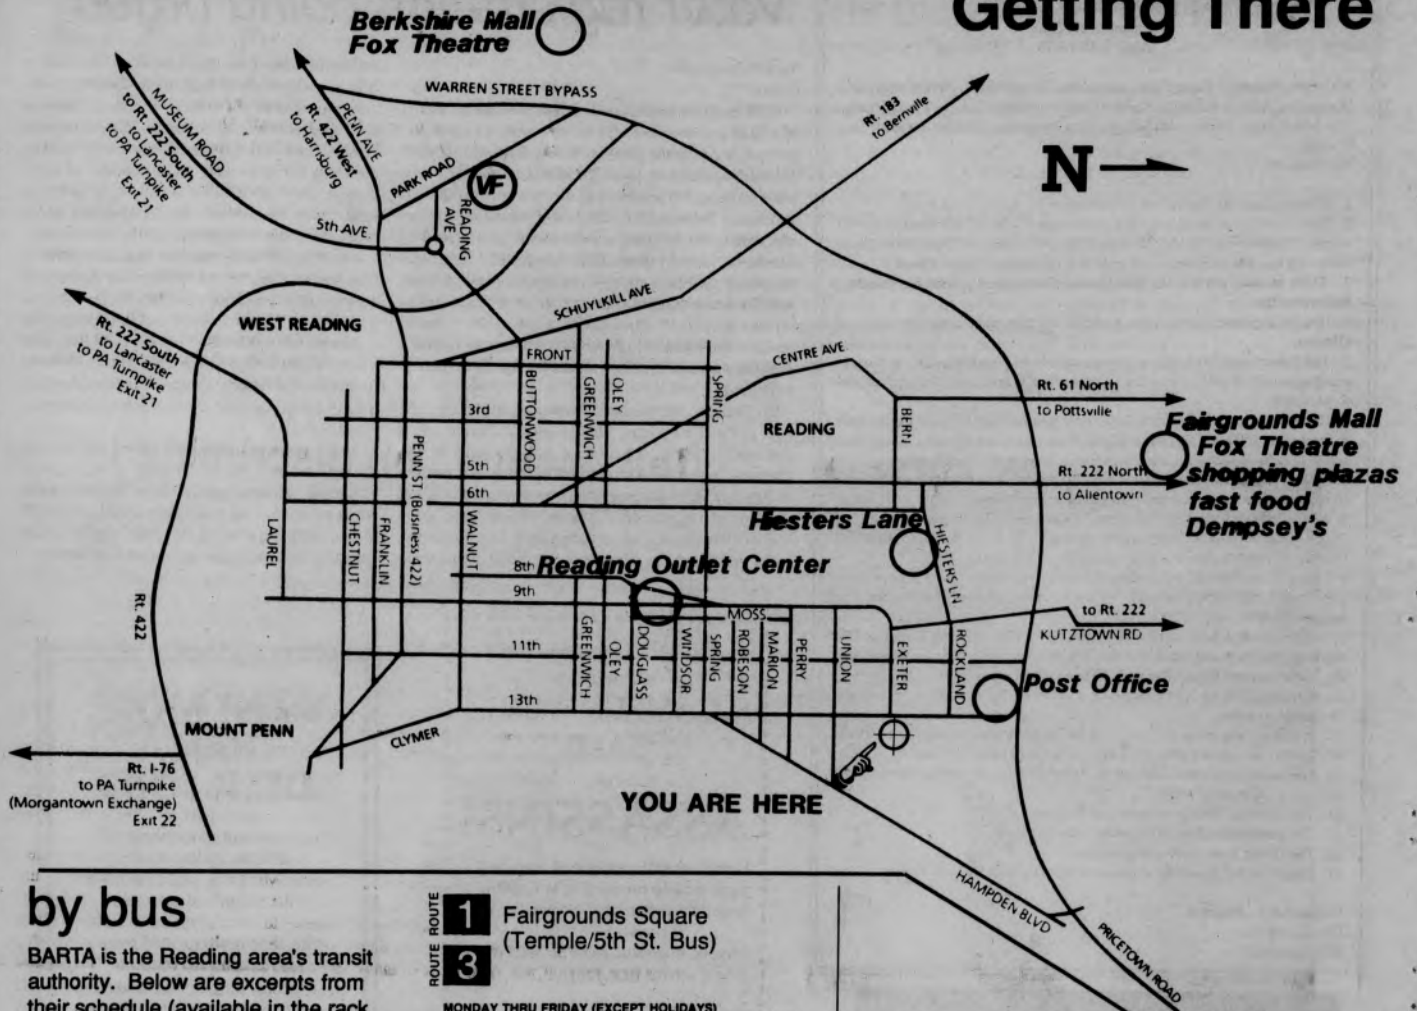 Getting There
Berkshire Mall
Fox Theatre
WARREN STREET BYPASS
MUSEUM ROAD
to Rt. 222 South
to Lancaster
to PA Turnpike
Exit 21
PENN AVE
Rt. 422 West
to Harrisburg
Rt. 183
to Bernville
N
PARK ROAD
VF
READING
AVE
5th AVE.
SCHUYLKILL AVE
WEST READING
Rt. 222 South
to Lancaster
to PA Turnpike
Exit 21
FRONT
CENTRE AVE.
BUTTONWOOD
GREENWICH
OLEY
SPRING
READING
BERN
Rt. 61 North
to Pottsville
3rd
PENN ST. (Business 422)
Fairgrounds Mall
Fox Theatre
shopping plazas
fast food
Dempsey's
5th
Rt. 222 North
to Allentown
6th
LAUREL
CHESTNUT
FRANKLIN
WALNUT
Hiesters Lane
HIESTERS LN
8th
Reading Outlet Center
9th
MOSS
to Rt. 222
KUTZTOWN RD
Rt. 422
GREENWICH
OLEY
DOUGLASS
WINDSOR
SPRING
ROBESON
MARION
PERRY
UNION
EXETER
ROCKLAND
11th
Post Office
13th
MOUNT PENN
CLYMER
Rt. I-76
to PA Turnpike
(Morgantown Exchange)
Exit 22
YOU ARE HERE
HAMPDEN BLVD
PRICETOWN ROAD
by bus
BARTA is the Reading area's transit
authority. Below are excerpts from
their schedule (available in the rack
ROUTE 1
ROUTE 3
Fairgrounds Square
(Temple/5th St. Bus)
MONDAY THRU FRIDAY (EXCEPT HOLIDAYS)